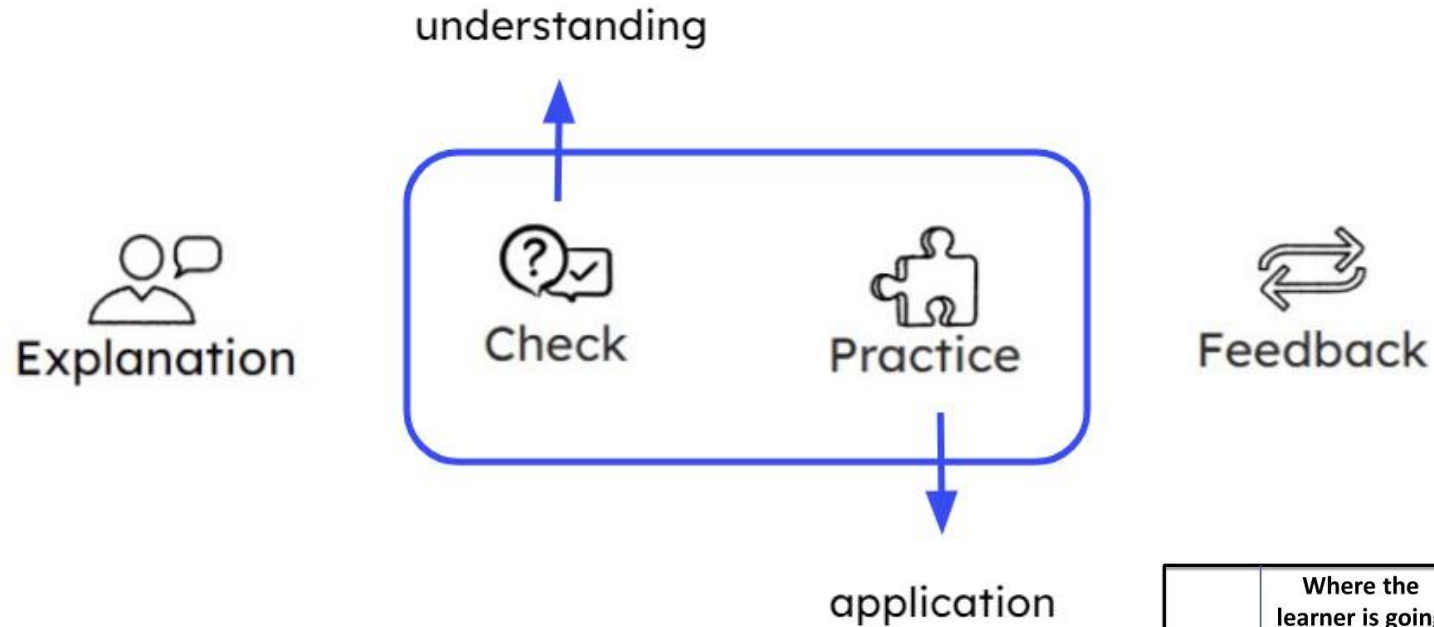 understanding
?
Explanation
Check
Practice
Feedback
application
Where the
learner is going